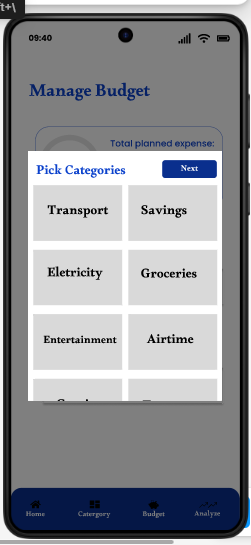 09:40
Manage Budget
Total planned expense:
Pick Categories
Next
Transport
Savings
Eletricity
Groceries
Entertainment
Airtime
Home
Catergory
Budget
Analyze